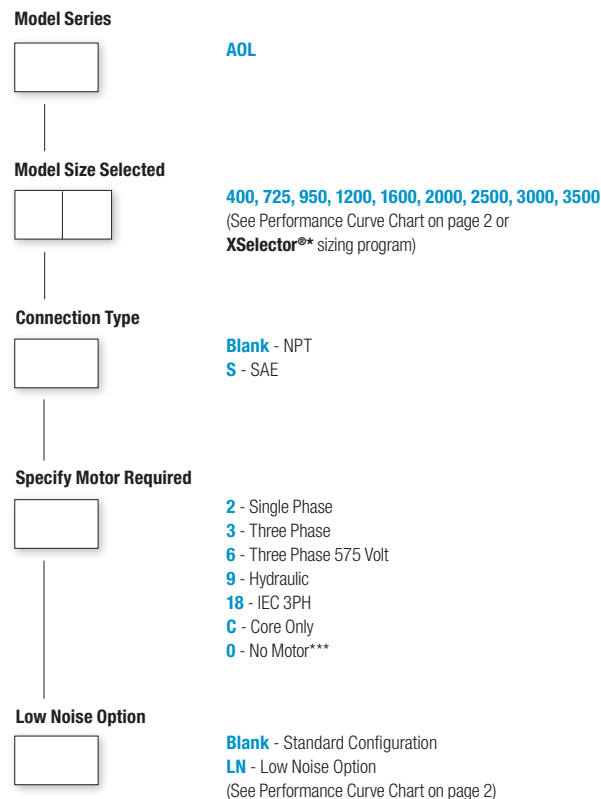 Model Series
AOL
Model Size Selected
400, 725, 950, 1200, 1600, 2000, 2500, 3000, 3500
(See Performance Curve Chart on page 2 or
XSelector®* sizing program)
Connection Type
Blank - NPT
S - SAE
Specify Motor Required
2 - Single Phase
3 - Three Phase
6 - Three Phase 575 Volt
9 - Hydraulic
18 - IEC 3PH
C - Core Only
0 - No Motor***
Low Noise Option
Blank - Standard Configuration
LN - Low Noise Option
(See Performance Curve Chart on page 2)